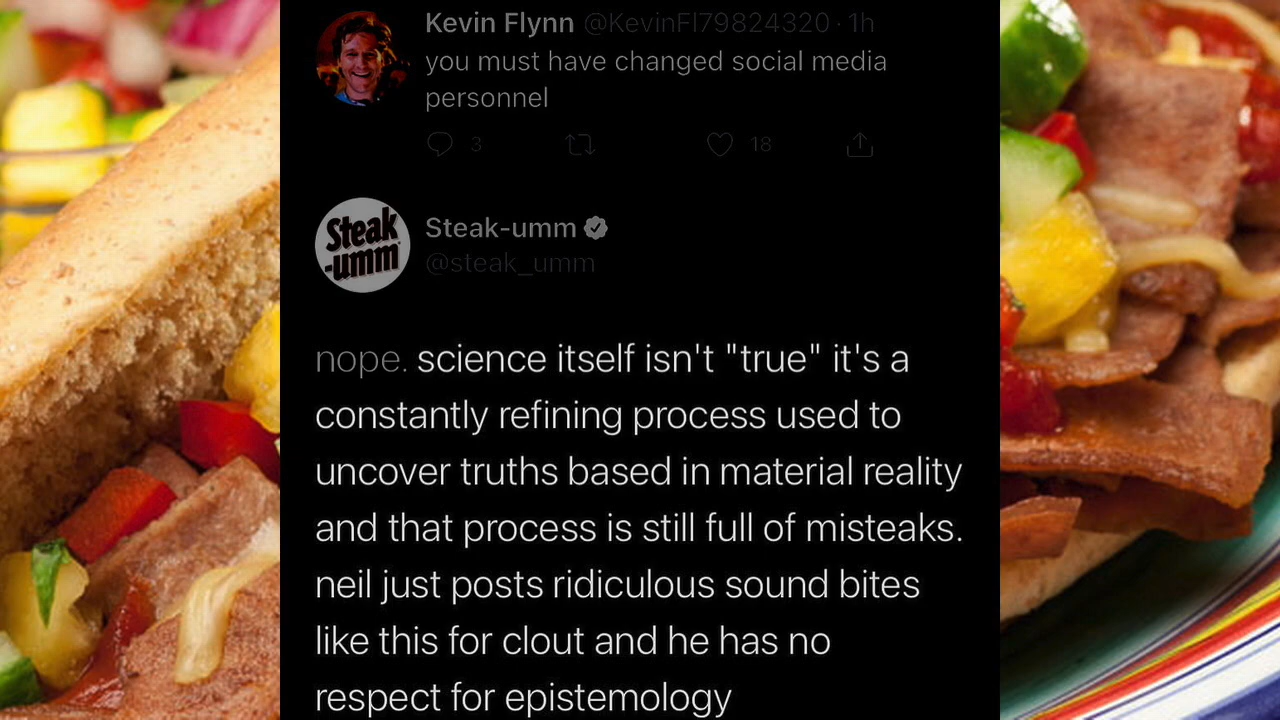 Kevin Flynn @KevinFl79824320 · 1h
you must have changed social media
personnel
3 18
Steak-umm
Steak
-umm
@steak_umm
nope. science itself isn't "true" it's a
constantly refining process used to
uncover truths based in material reality
and that process is still full of misteaks.
neil just posts ridiculous sound bites
like this for clout and he has no
respect for epistemology